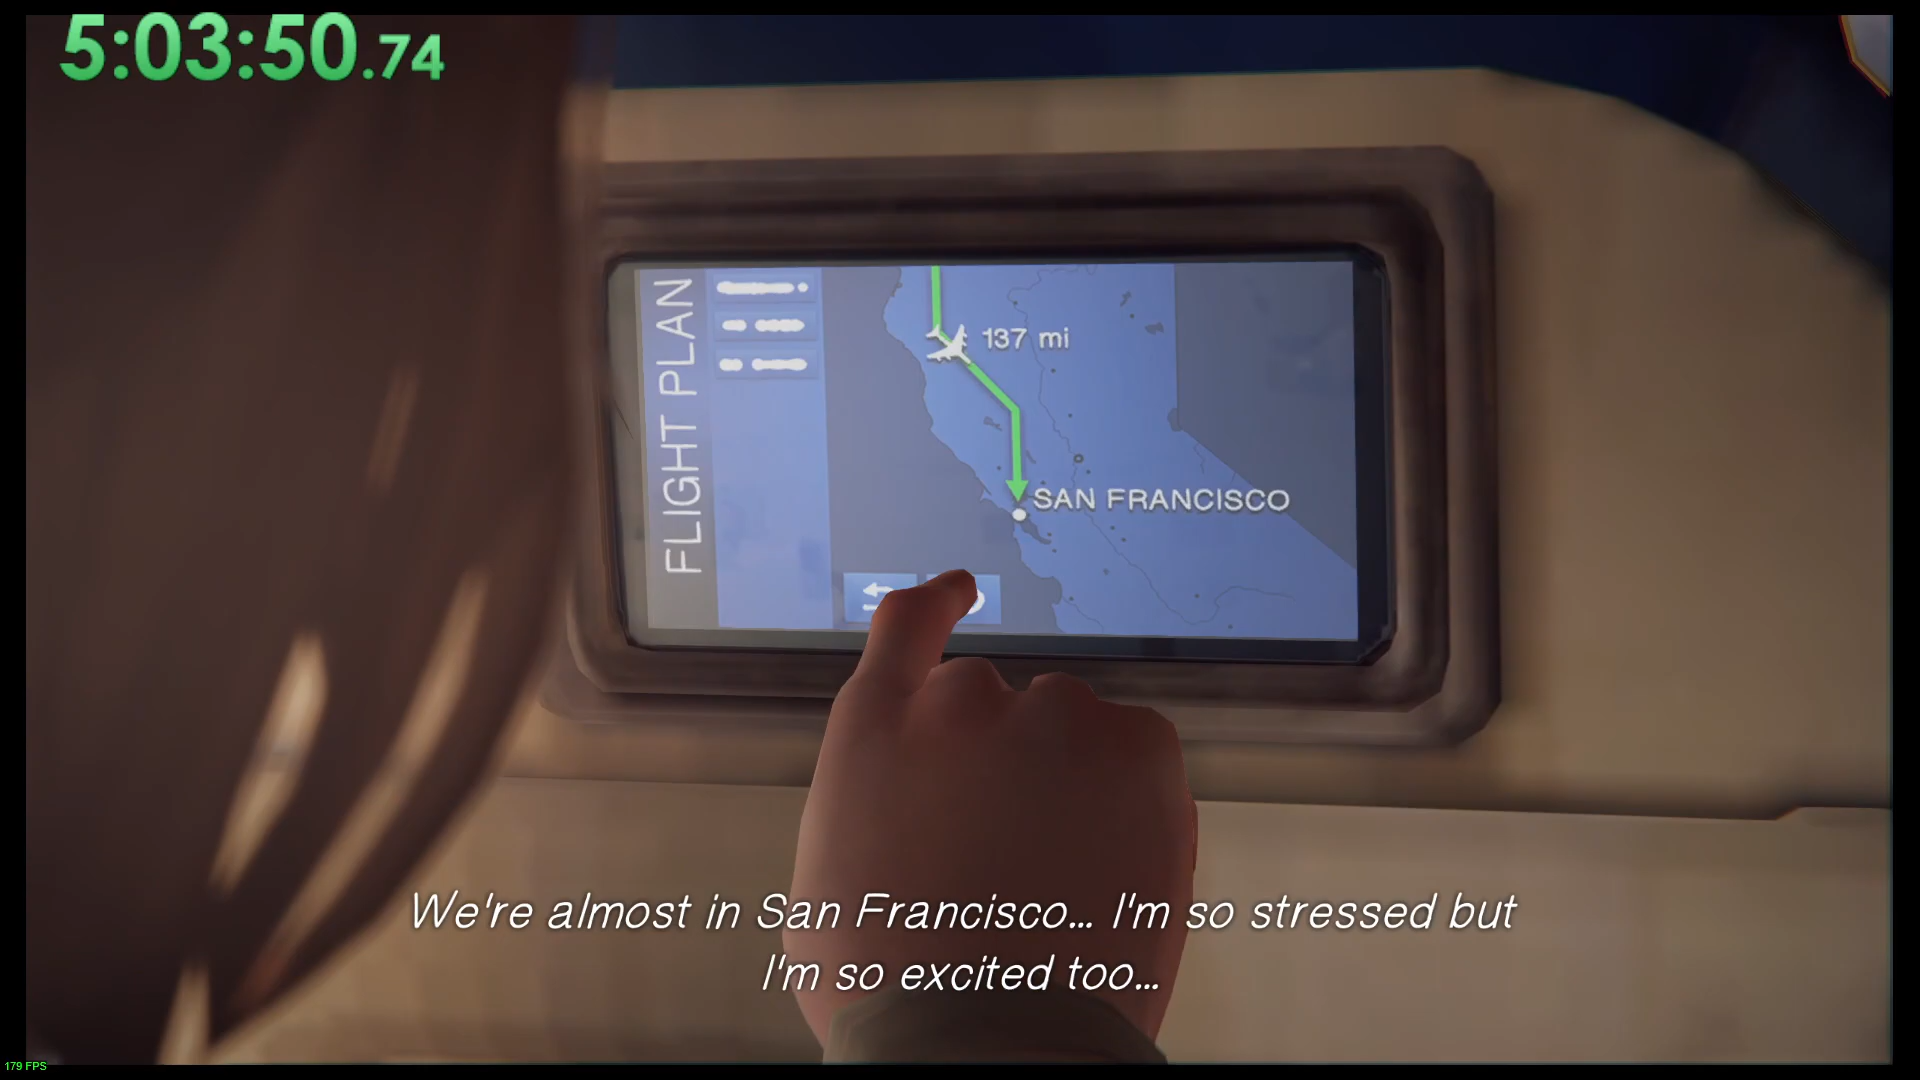 5:03:50.74
FLIGHT PLAN
137 mi
SAN FRANCISCO
We're almost in San Francisco... I'm so stressed but
I'm so excited too...
179 FPS